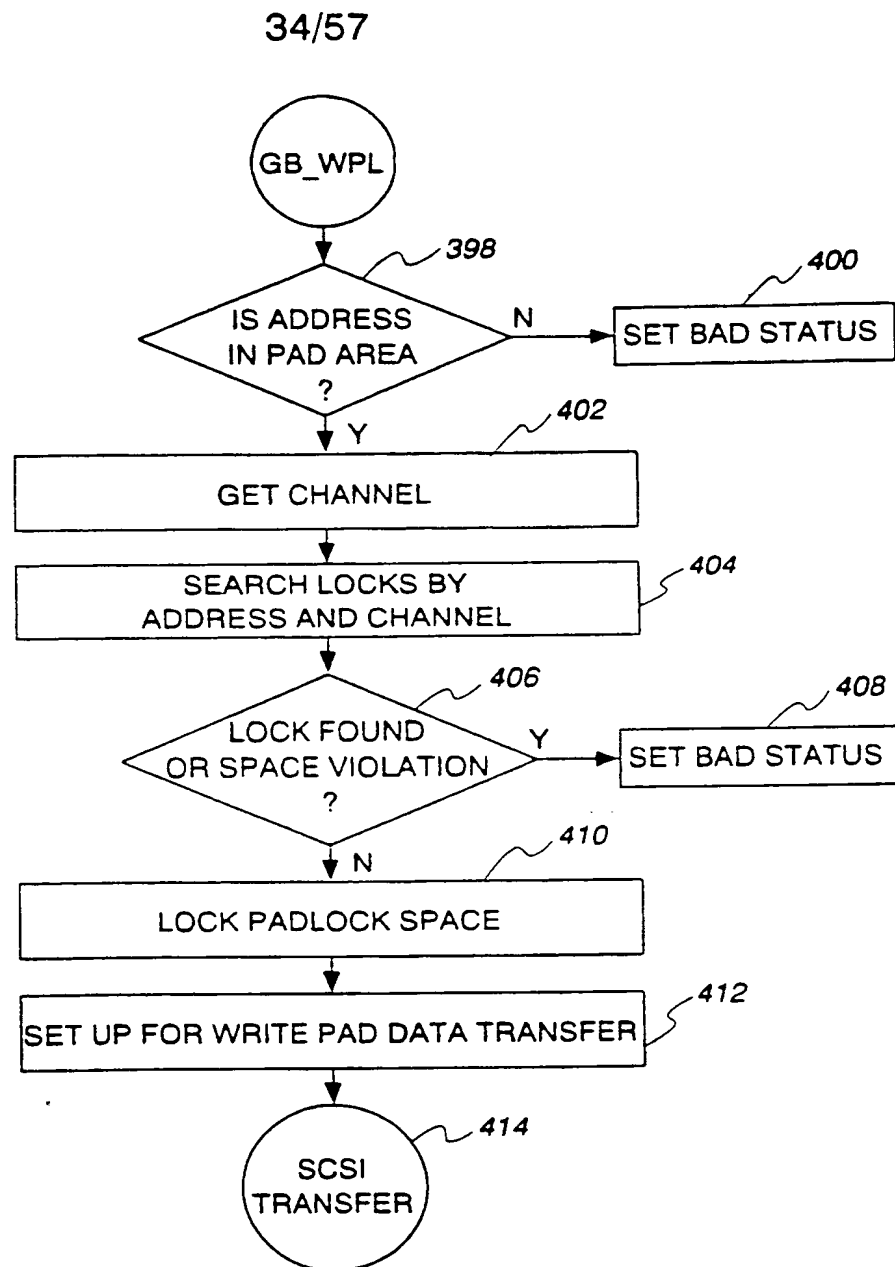 34/57
GB_WPL
398
IS ADDRESS
IN PAD AREA
?
N
400
SET BAD STATUS
Y
402
GET CHANNEL
SEARCH LOCKS BY
ADDRESS AND CHANNEL
404
406
LOCK FOUND
OR SPACE VIOLATION
?
Y
408
SET BAD STATUS
N
410
LOCK PADLOCK SPACE
412
SET UP FOR WRITE PAD DATA TRANSFER
414
SCSI
TRANSFER